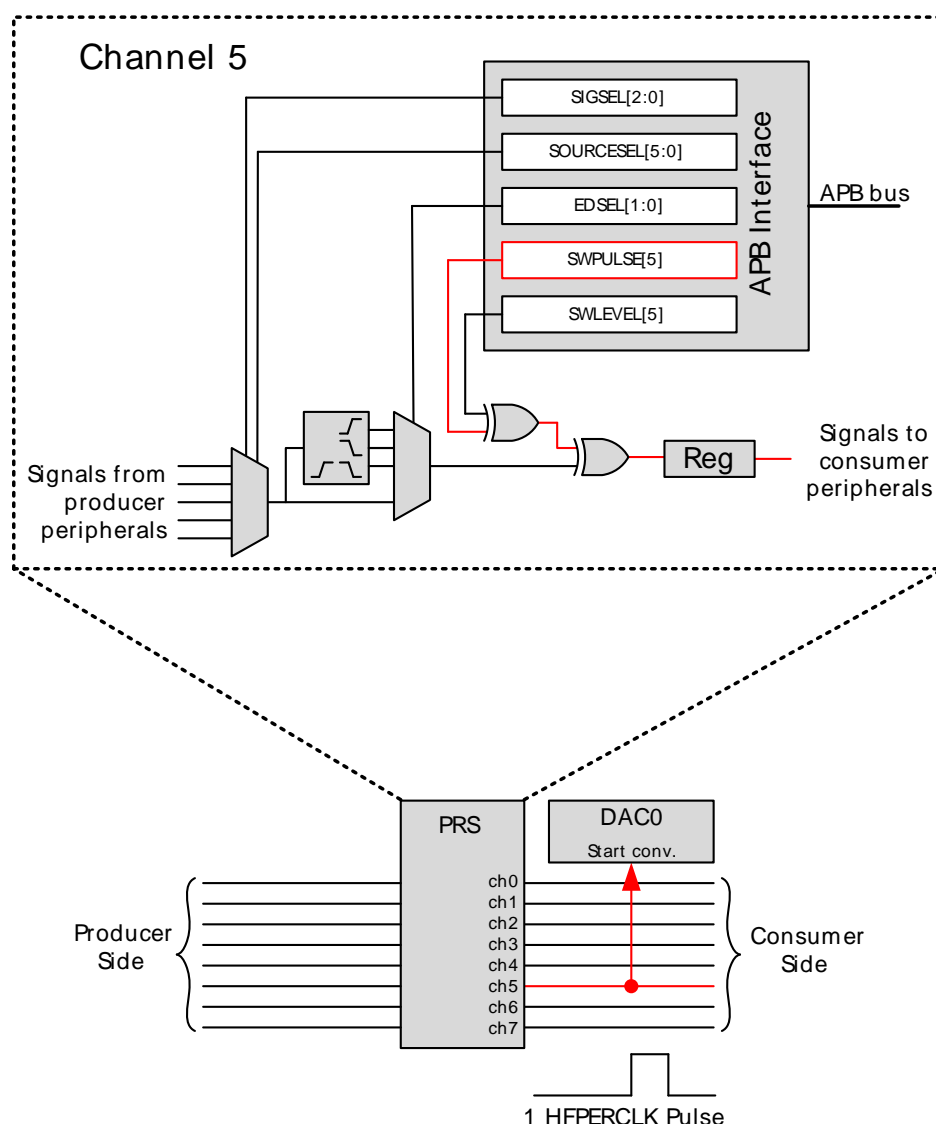 Channel 5
SIGSEL[2:0]
SOURCESEL[5:0]
EDSEL[1:0]
SWPULSE[5]
SWLEVEL[5]
APB Interface
APB bus
Signals from
producer
peripherals
Reg
Signals to
consumer
peripherals
PRS
DAC0
Start conv.
ch0
ch1
ch2
ch3
ch4
ch5
ch6
ch7
Producer
Side
Consumer
Side
1 HFPERCLK Pulse